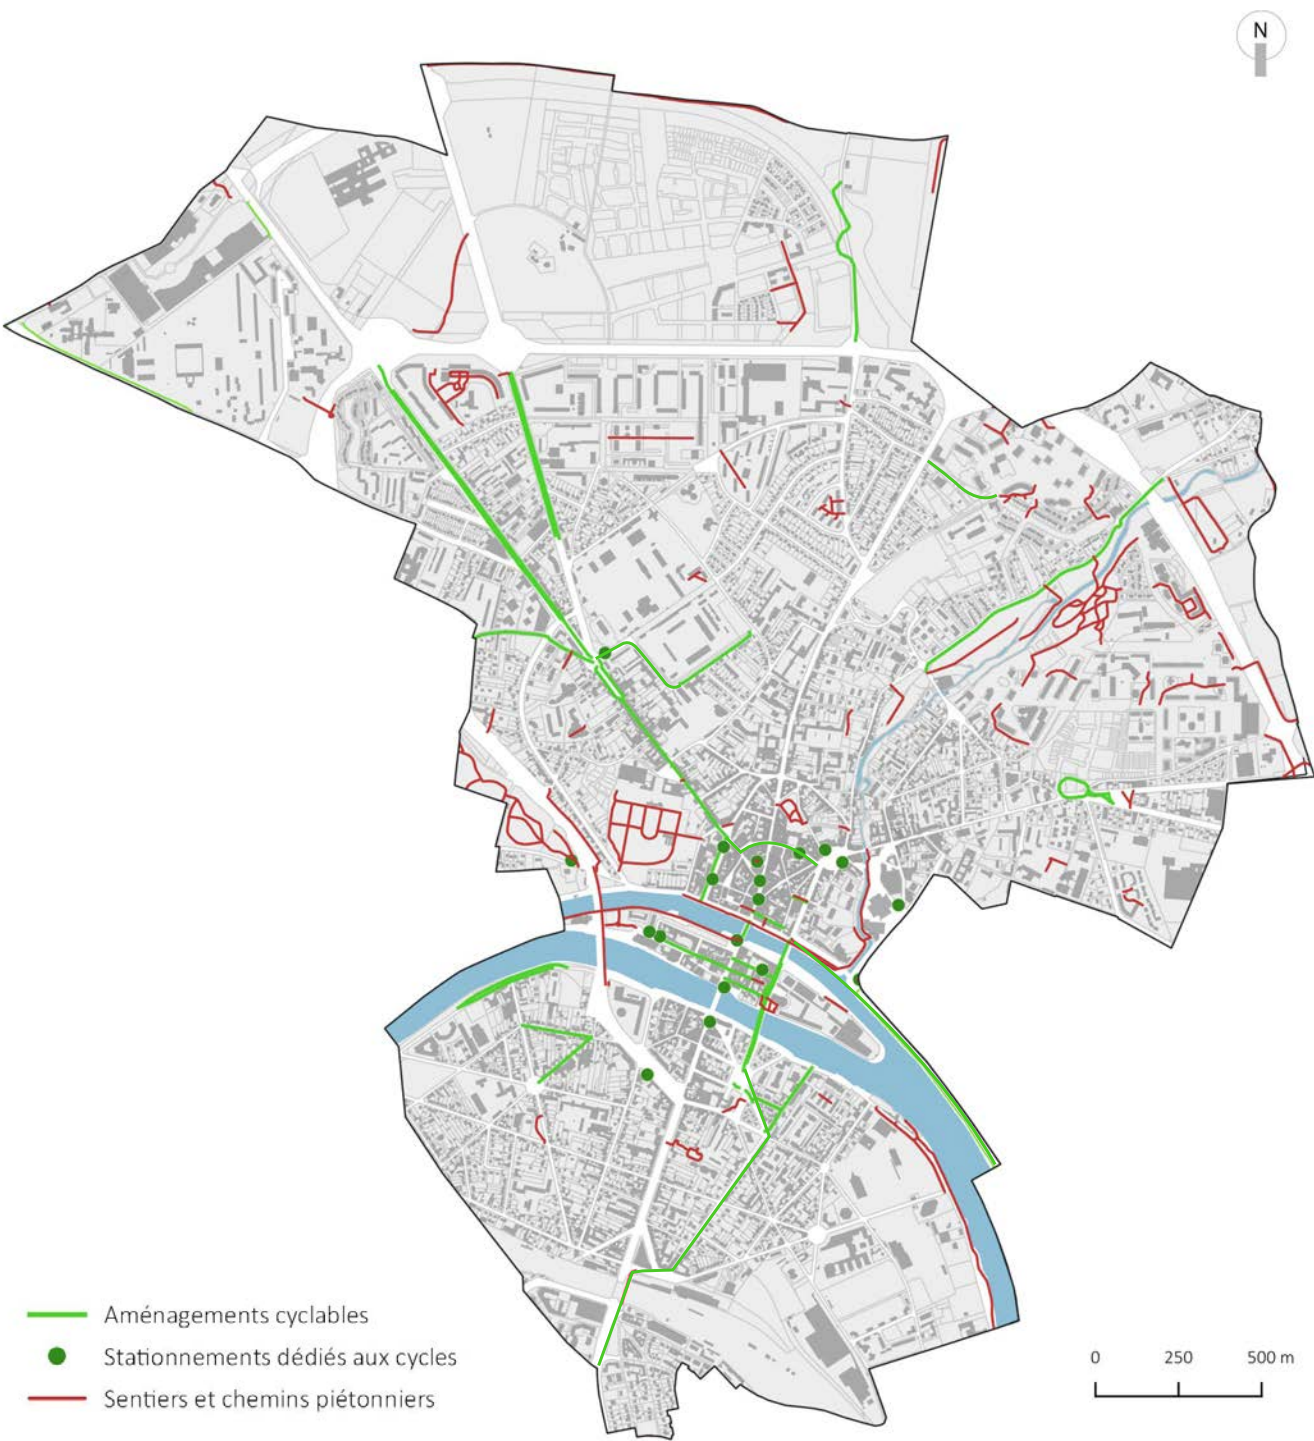 N
Aménagements cyclables
Stationnements dédiés aux cycles
Sentiers et chemins piétonniers
0 250 500 m